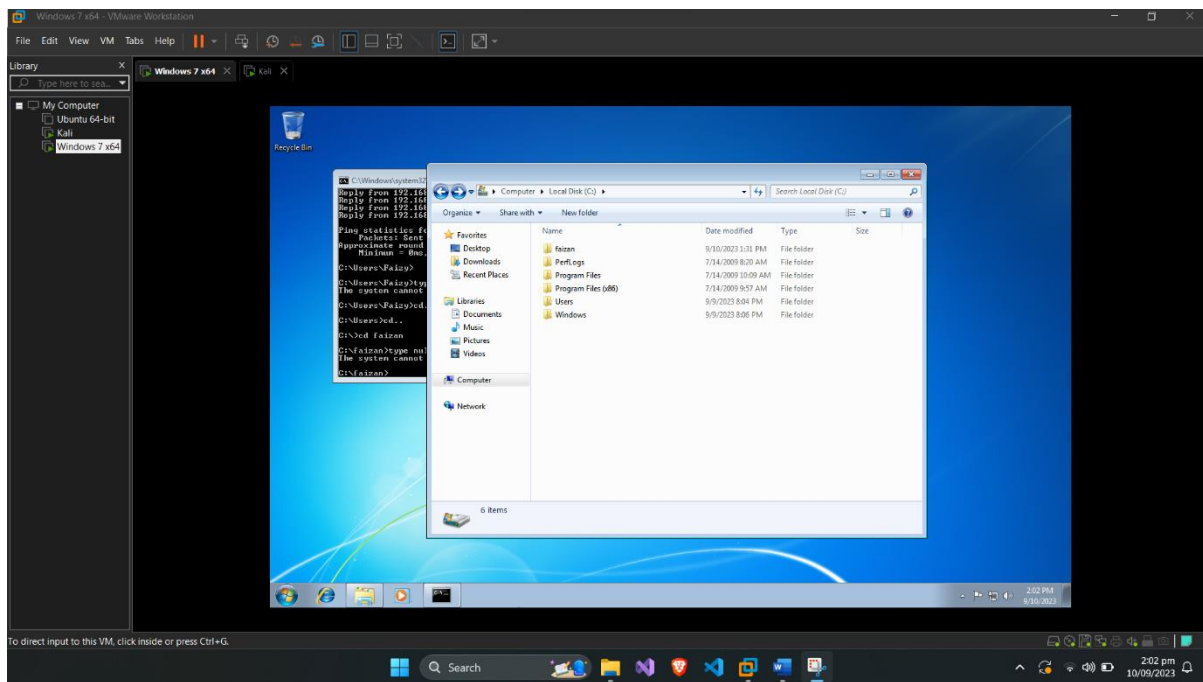 Windows 7 x64 - VMware Workstation
File Edit View VM Tabs Help
Library X
Type here to sea...
Windows 7 x64
Kali
My Computer
Ubuntu 64-bit
Kali
Windows 7 x64
Recycle Bin
C:\Windows\system32
Reply from 192.168
Reply from 192.168
Reply from 192.168
Reply from 192.168
Ping statistics fo
Packets: Sent
Approximate round
Minimum = 0ms,
C:\Users\Faizy>
C:\Users\Faizy>typ
The system cannot
C:\Users\Faizy>cd.
C:\Users>cd..
C:\>cd faizan
C:\faizan>type nul
The system cannot
C:\faizan>
Computer Local Disk (C:)
Search Local Disk (C:)
Organize Share with New folder
Favorites
Desktop
Downloads
Recent Places
Libraries
Documents
Music
Pictures
Videos
Computer
Network
Name Date modified Type Size
faizan 9/10/2023 1:31 PM File folder
PerfLogs 7/14/2009 8:20 AM File folder
Program Files 7/14/2009 10:09 AM File folder
Program Files (x86) 7/14/2009 9:57 AM File folder
Users 9/9/2023 8:04 PM File folder
Windows 9/9/2023 8:06 PM File folder
6 items
2:02 PM
9/10/2023
To direct input to this VM, click inside or press Ctrl+G.
Search
2:02 pm
10/09/2023